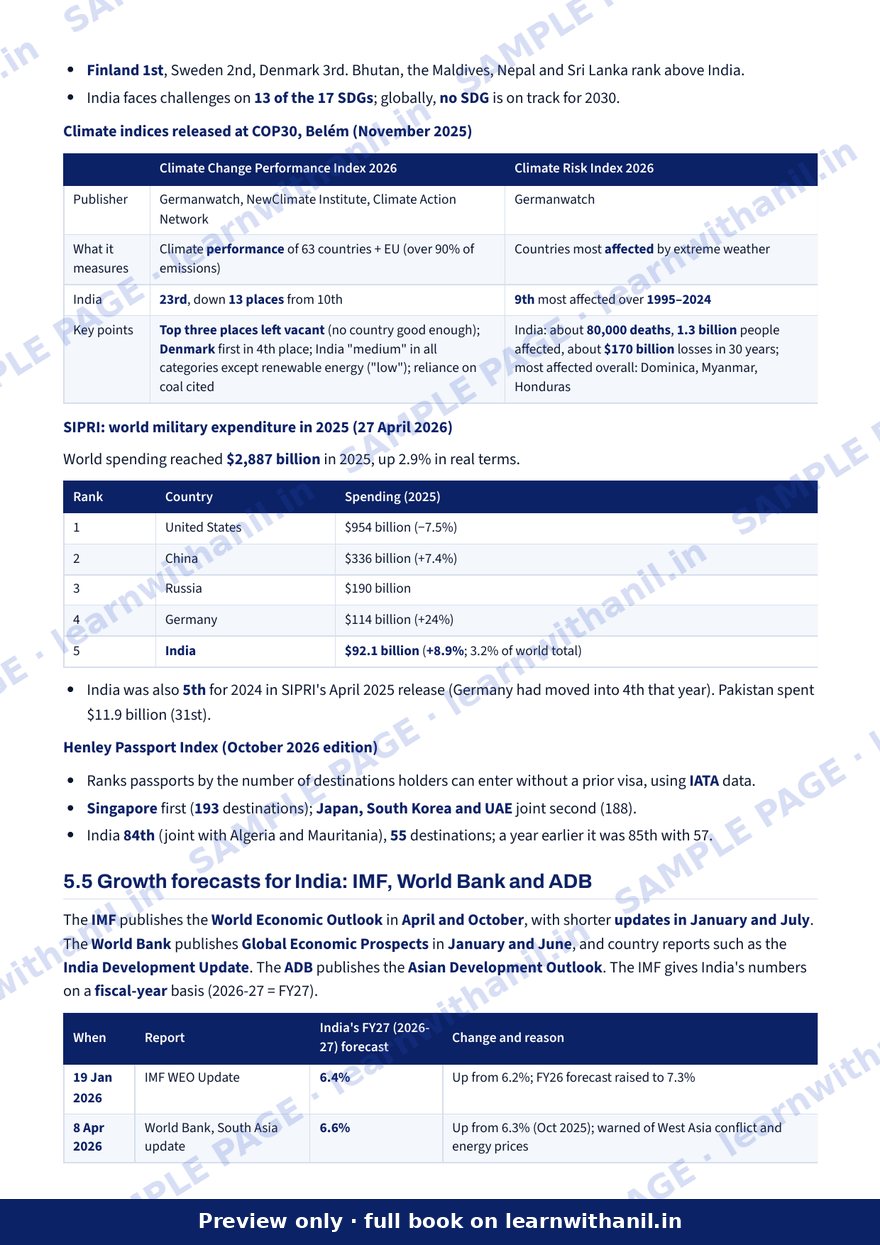 • Finland 1st, Sweden 2nd, Denmark 3rd. Bhutan, the Maldives, Nepal and Sri Lanka rank above India.
• India faces challenges on 13 of the 17 SDGs; globally, no SDG is on track for 2030.
Climate indices released at COP30, Belém (November 2025)
Climate Change Performance Index 2026 Climate Risk Index 2026
Publisher Germanwatch, NewClimate Institute, Climate Action Germanwatch
Network
What it Climate performance of 63 countries + EU (over 90% of Countries most affected by extreme weather
measures emissions)
India 23rd, down 13 places from 10th 9th most affected over 1995–2024
Key points Top three places left vacant (no country good enough); India: about 80,000 deaths, 1.3 billion people
Denmark first in 4th place; India "medium" in all affected, about $170 billion losses in 30 years;
categories except renewable energy ("low"); reliance on most affected overall: Dominica, Myanmar,
coal cited Honduras
SIPRI: world military expenditure in 2025 (27 April 2026)
World spending reached $2,887 billion in 2025, up 2.9% in real terms.
Rank Country Spending (2025)
1 United States $954 billion (−7.5%)
2 China $336 billion (+7.4%)
3 Russia $190 billion
4 Germany $114 billion (+24%)
5 India $92.1 billion (+8.9%; 3.2% of world total)
• India was also 5th for 2024 in SIPRI's April 2025 release (Germany had moved into 4th that year). Pakistan spent
$11.9 billion (31st).
Henley Passport Index (October 2026 edition)
• Ranks passports by the number of destinations holders can enter without a prior visa, using IATA data.
• Singapore first (193 destinations); Japan, South Korea and UAE joint second (188).
• India 84th (joint with Algeria and Mauritania), 55 destinations; a year earlier it was 85th with 57.
5.5 Growth forecasts for India: IMF, World Bank and ADB
The IMF publishes the World Economic Outlook in April and October, with shorter updates in January and July.
The World Bank publishes Global Economic Prospects in January and June, and country reports such as the
India Development Update. The ADB publishes the Asian Development Outlook. The IMF gives India's numbers
on a fiscal-year basis (2026-27 = FY27).
When Report India's FY27 (2026- Change and reason
27) forecast
19 Jan IMF WEO Update 6.4% Up from 6.2%; FY26 forecast raised to 7.3%
2026
8 Apr World Bank, South Asia 6.6% Up from 6.3% (Oct 2025); warned of West Asia conflict and
2026 update energy prices
SAMPLE PAGE · learnwithanil.in
Preview only · full book on learnwithanil.in